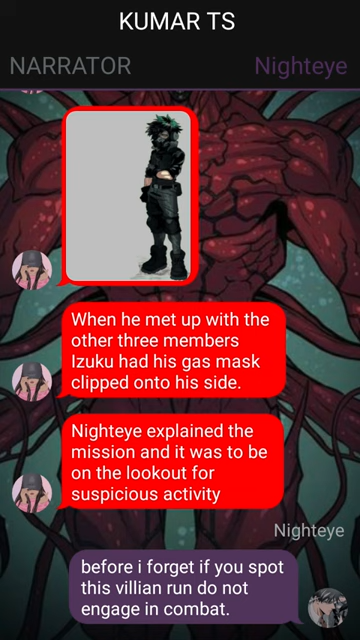 KUMAR TS
NARRATOR
Nighteye
When he met up with the
other three members
Izuku had his gas mask
clipped onto his side.
Nighteye explained the
mission and it was to be
on the lookout for
suspicious activity
Nighteye
before i forget if you spot
this villian run do not
engage in combat.